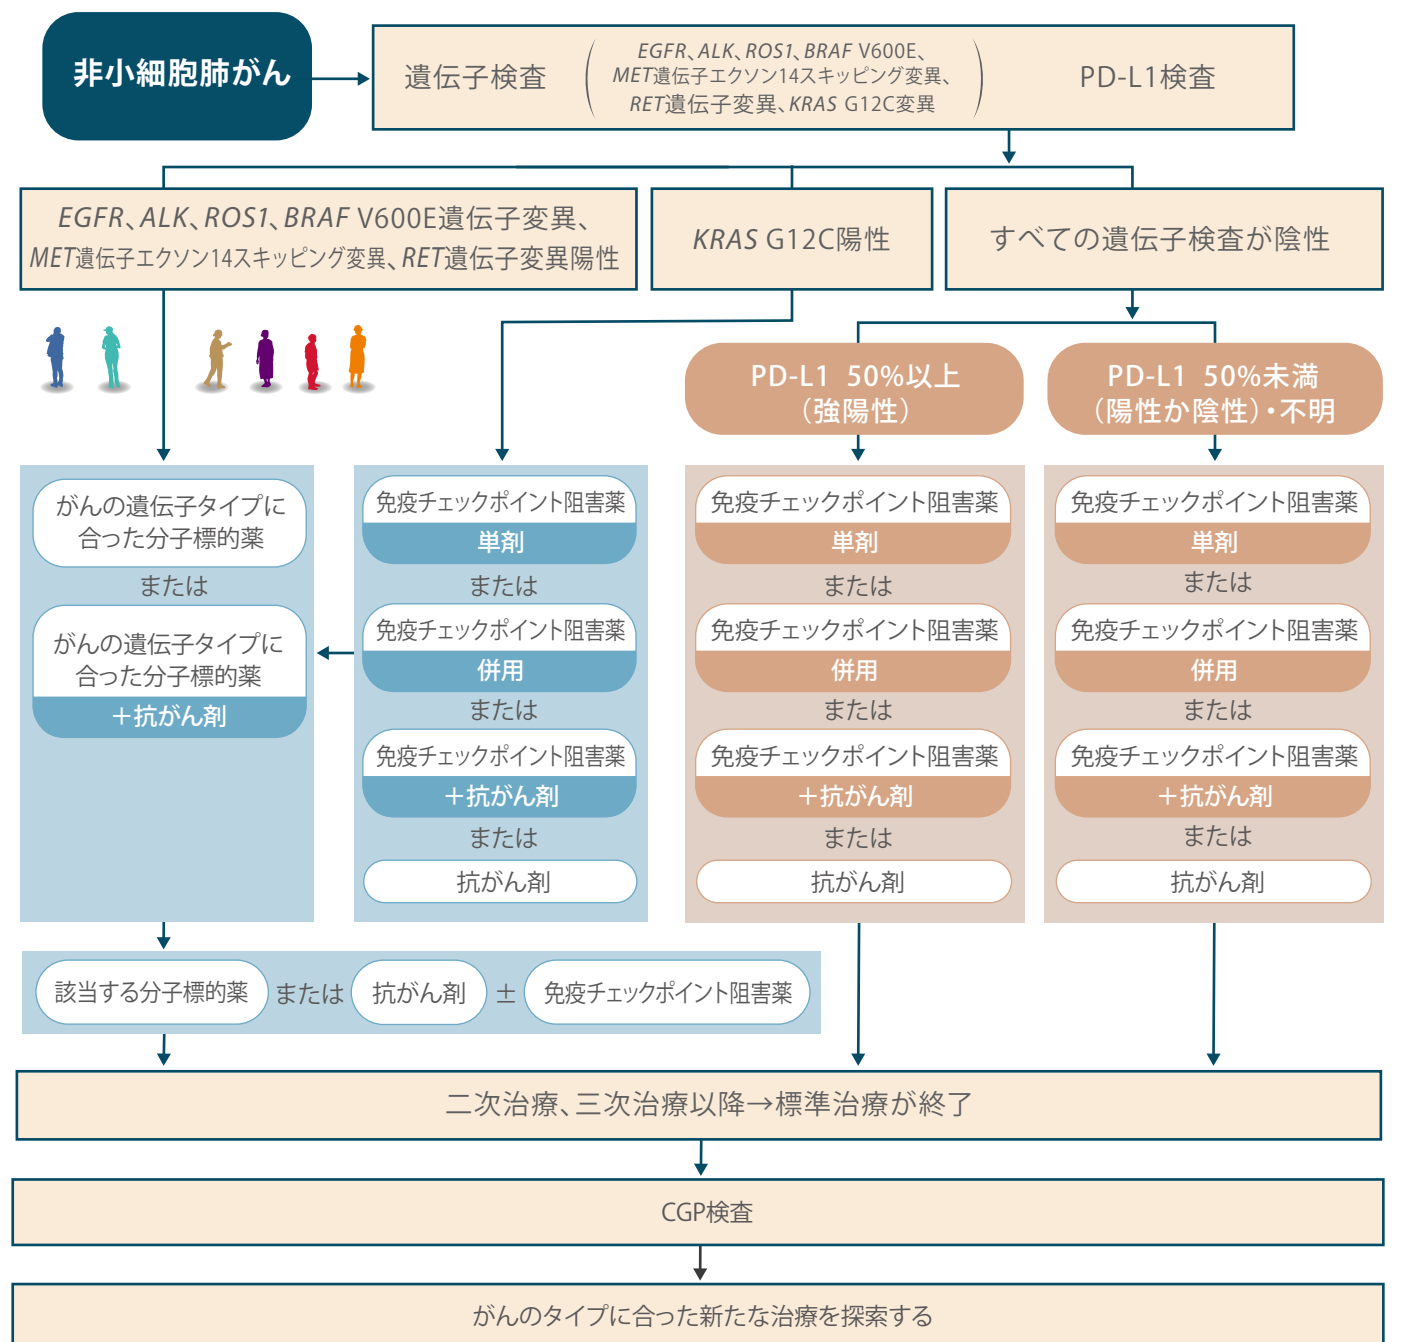 非小細胞肺がん
遺伝子検査
EGFR、ALK、ROS1、BRAF V600E、
MET遺伝子エクソン14スキッピング変異、
RET遺伝子変異、KRAS G12C変異
PD-L1検査
EGFR、ALK、ROS1、BRAF V600E遺伝子変異、
MET遺伝子エクソン14スキッピング変異、RET遺伝子変異陽性
KRAS G12C陽性
すべての遺伝子検査が陰性
PD-L1 50%以上
(強陽性)
PD-L1 50%未満
(陽性か陰性)・不明
がんの遺伝子タイプに
合った分子標的薬
または
がんの遺伝子タイプに
合った分子標的薬
+抗がん剤
免疫チェックポイント阻害薬
単剤
または
免疫チェックポイント阻害薬
併用
または
免疫チェックポイント阻害薬
+抗がん剤
または
抗がん剤
免疫チェックポイント阻害薬
単剤
または
免疫チェックポイント阻害薬
併用
または
免疫チェックポイント阻害薬
+抗がん剤
または
抗がん剤
免疫チェックポイント阻害薬
単剤
または
免疫チェックポイント阻害薬
併用
または
免疫チェックポイント阻害薬
+抗がん剤
または
抗がん剤
該当する分子標的薬 または 抗がん剤 ± 免疫チェックポイント阻害薬
二次治療、三次治療以降→標準治療が終了
CGP検査
がんのタイプに合った新たな治療を探索する